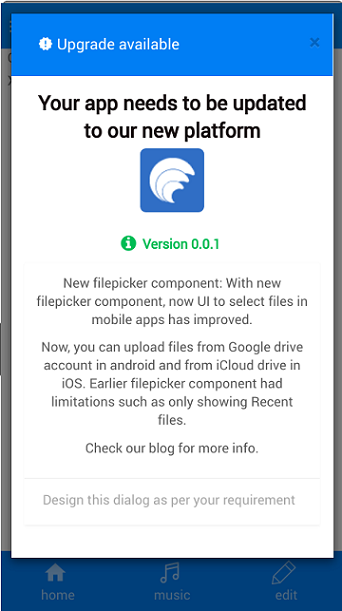 Upgrade available
×
Your app needs to be updated
to our new platform
Version 0.0.1
New filepicker component: With new
filepicker component, now UI to select files in
mobile apps has improved.
Now, you can upload files from Google drive
account in android and from iCloud drive in
iOS. Earlier filepicker component had
limitations such as only showing Recent
files.
Check our blog for more info.
Design this dialog as per your requirement
home music edit